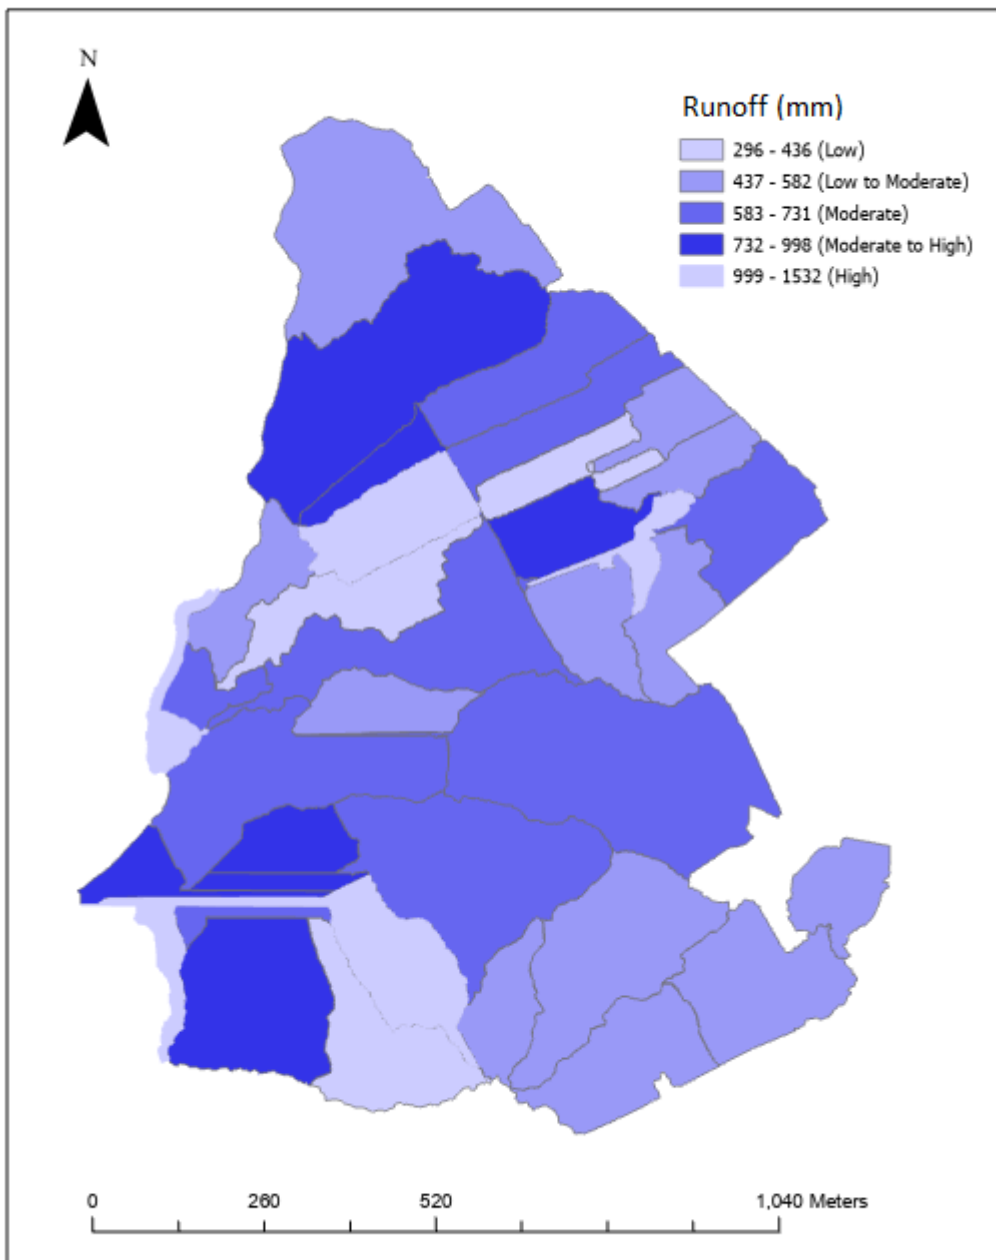 N
Runoff (mm)
296 - 436 (Low)
437 - 582 (Low to Moderate)
583 - 731 (Moderate)
732 - 998 (Moderate to High)
999 - 1532 (High)
0 260 520 1,040 Meters